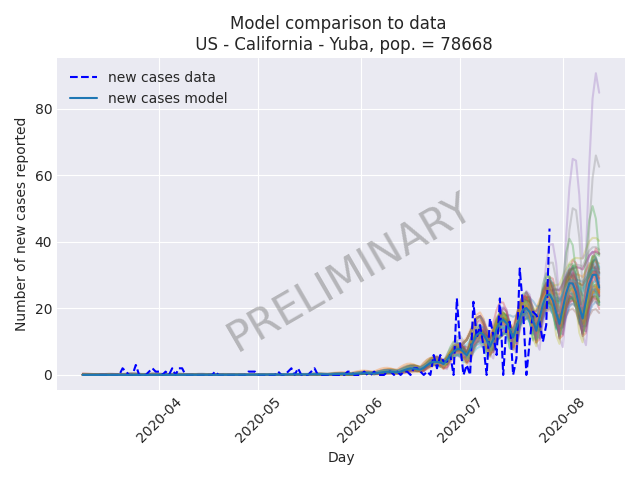 Model comparison to data
US - California - Yuba, pop. = 78668
new cases data
new cases model
Number of new cases reported
80
60
40
20
0
PRELIMINARY
2020-04
2020-05
2020-06
2020-07
2020-08
Day